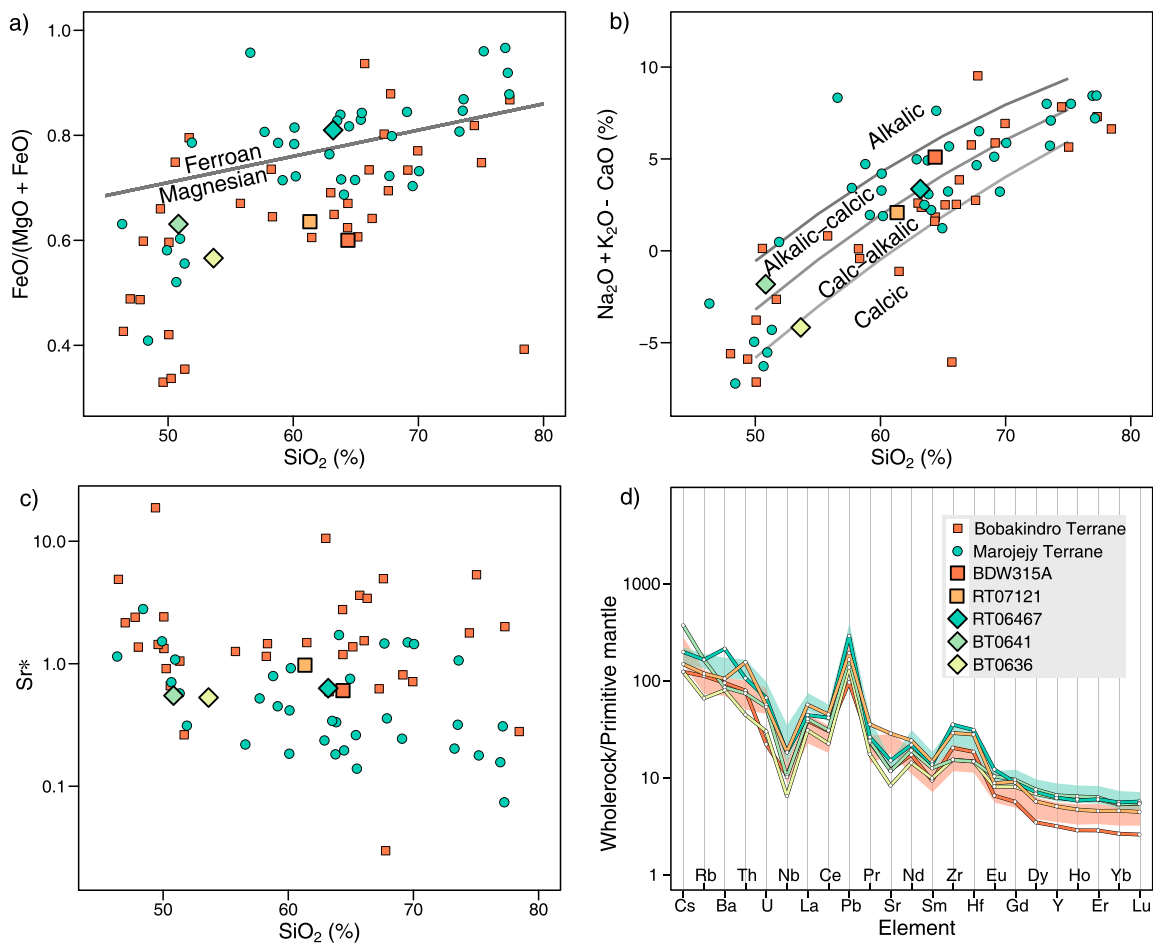 a)
1.0
0.8
0.6
0.4
FeO/(MgO + FeO)
Ferroan
Magnesian
50
60
70
80
SiO₂ (%)
b)
10
5
0
−5
Na₂O + K₂O - CaO (%)
Alkalic
Alkalic−calcic
Calc−alkalic
Calcic
50
60
70
80
SiO₂ (%)
c)
10.0
1.0
0.1
Sr*
50
60
70
80
SiO₂ (%)
d)
Bobakindro Terrane
Marojejy Terrane
BDW315A
RT07121
RT06467
BT0641
BT0636
1000
100
10
1
Wholerock/Primitive mantle
Rb Th Nb Ce Pr Nd Zr Eu Dy Ho Yb
Cs Ba U La Pb Sr Sm Hf Gd Y Er Lu
Element